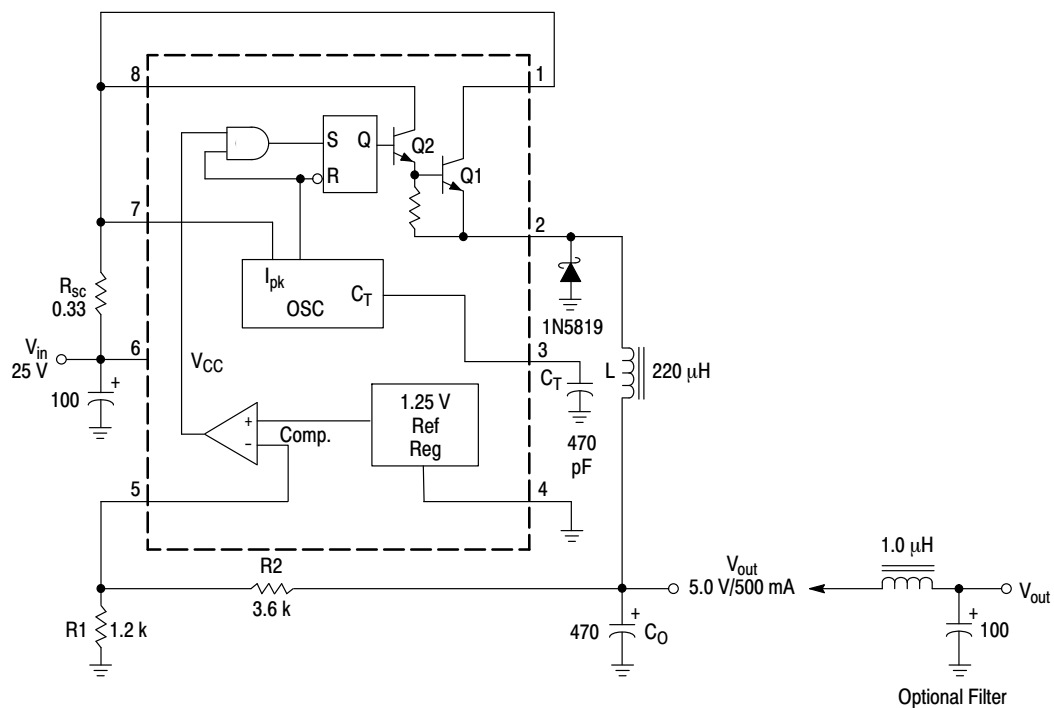 8
1
S Q
R
Q2
Q1
7
2
Rsc
0.33
Ipk
OSC
CT
1N5819
Vin
25 V
6
VCC
3
CT
L
220 μH
100
+
1.25 V
Ref
Reg
+
Comp.
−
470
pF
5
4
R2
3.6 k
Vout
5.0 V/500 mA
1.0 μH
Vout
R1
1.2 k
470
+
CO
+
100
Optional Filter